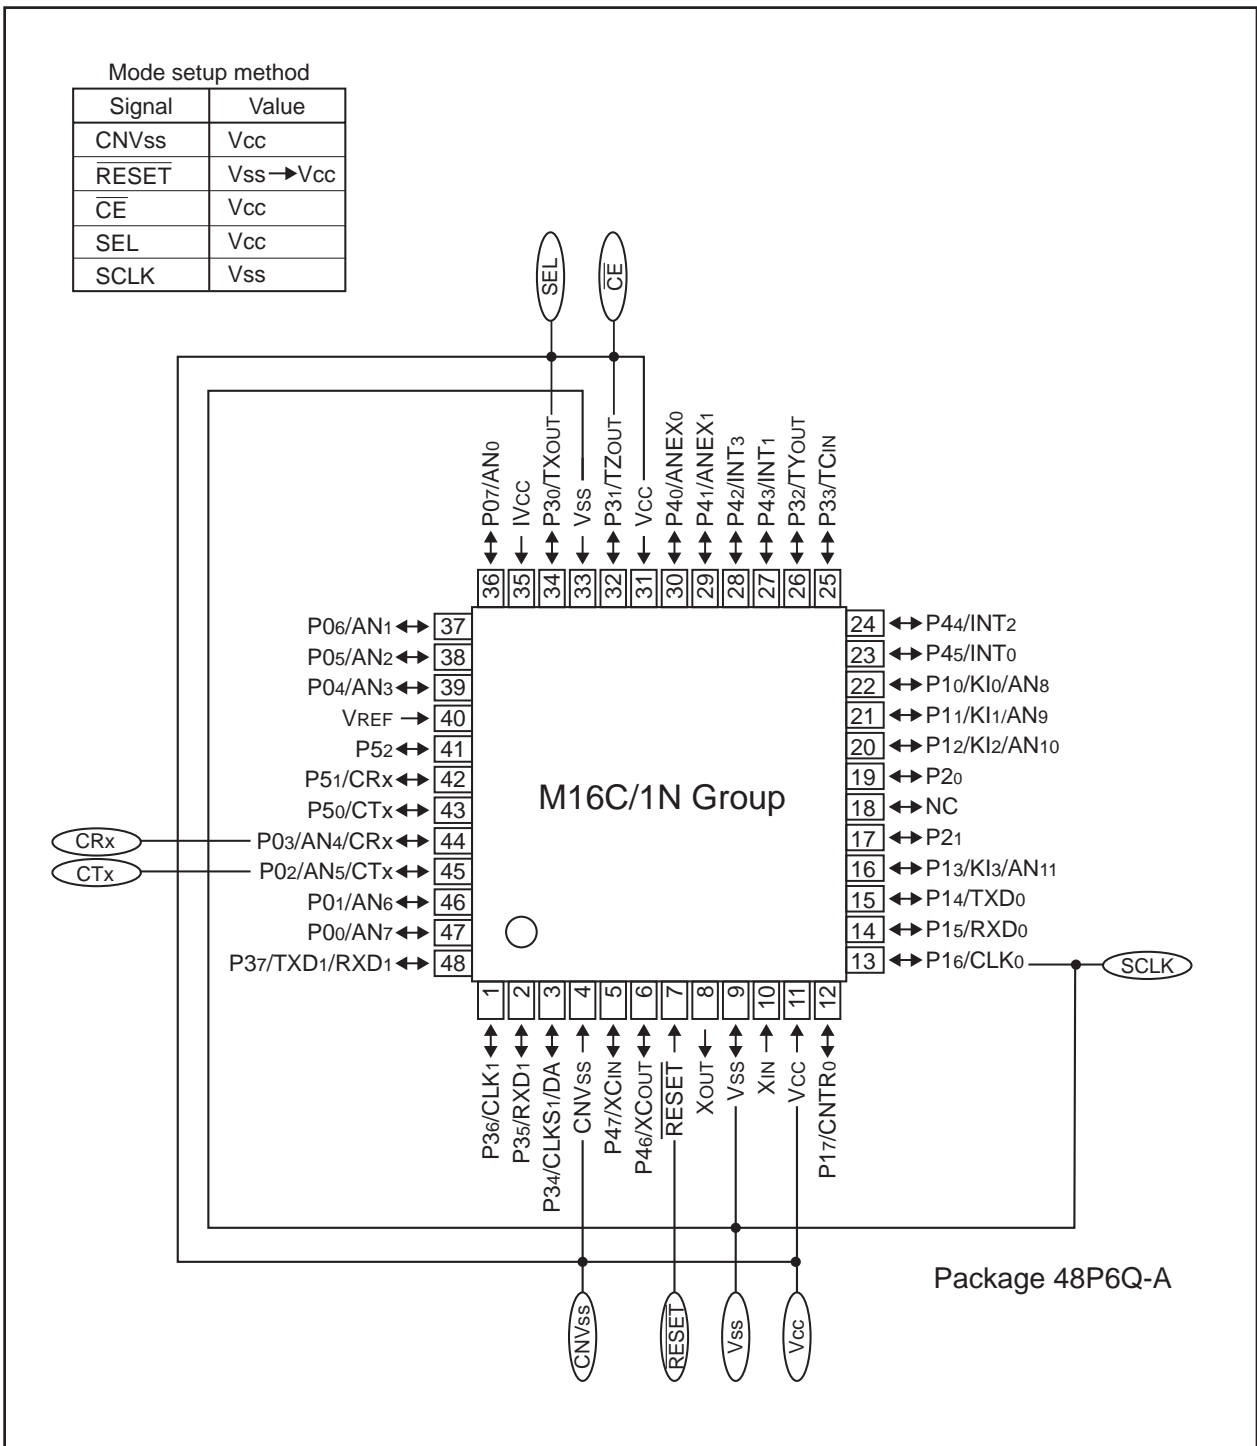 Mode setup method
Signal Value
CNVss Vcc
RESET Vss→Vcc
CE Vcc
SEL Vcc
SCLK Vss
SEL
CE
P07/AN0
IVCC
P30/TXOUT
VSS
P31/TZOUT
VCC
P40/ANEX0
P41/ANEX1
P42/INT3
P43/INT1
P32/TYOUT
P33/TCIN
36 35 34 33 32 31 30 29 28 27 26 25
P06/AN1 37
P05/AN2 38
P04/AN3 39
VREF 40
P52 41
P51/CRx 42
P50/CTx 43
CRx P03/AN4/CRx 44
CTx P02/AN5/CTx 45
P01/AN6 46
P00/AN7 47
P37/TXD1/RXD1 48
M16C/1N Group
24 P44/INT2
23 P45/INT0
22 P10/KI0/AN8
21 P11/KI1/AN9
20 P12/KI2/AN10
19 P20
18 NC
17 P21
16 P13/KI3/AN11
15 P14/TXD0
14 P15/RXD0
13 P16/CLK0 SCLK
1 2 3 4 5 6 7 8 9 10 11 12
P36/CLK1
P35/RXD1
P34/CLKS1/DA
CNVSS
P47/XCIN
P46/XCOUT
RESET
XOUT
VSS
XIN
VCC
P17/CNTR0
CNVss
RESET
Vss
Vcc
Package 48P6Q-A